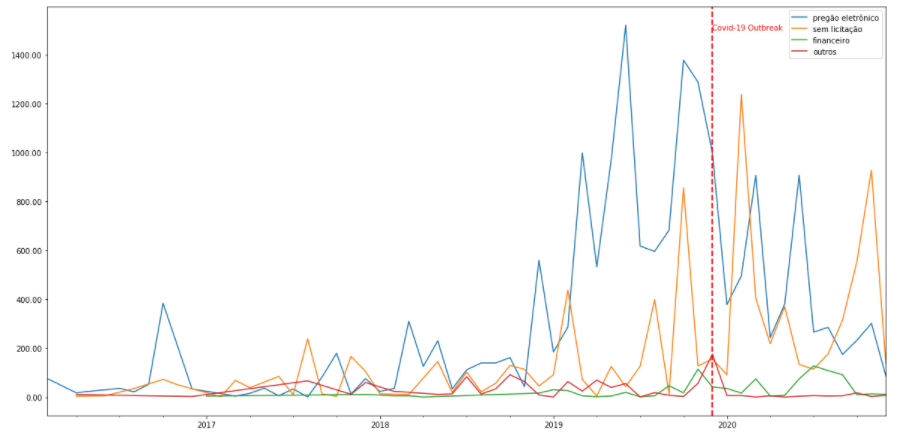 Covid-19 Outbreak
pregão eletrônico
sem licitação
financeiro
outros
1400.00
1200.00
1000.00
800.00
600.00
400.00
200.00
0.00
2017
2018
2019
2020